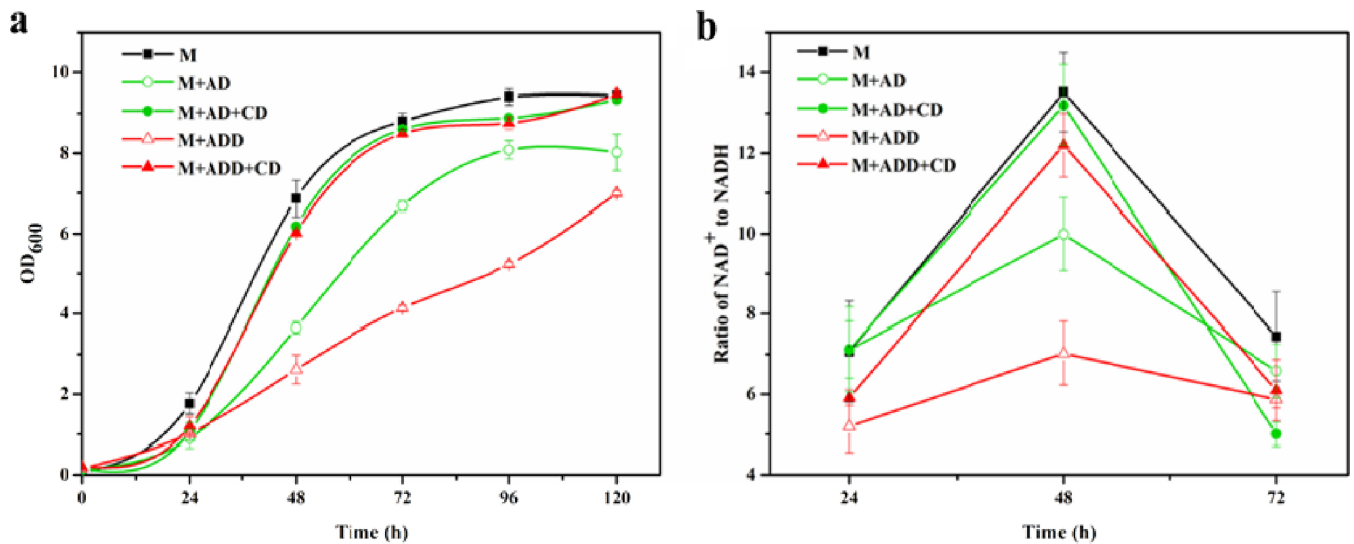 a
M
M+AD
M+AD+CD
M+ADD
M+ADD+CD
10
8
6
4
2
0
OD600
0 24 48 72 96 120
Time (h)
b
M
M+AD
M+AD+CD
M+ADD
M+ADD+CD
14
12
10
8
6
4
Ratio of NAD+ to NADH
24 48 72
Time (h)